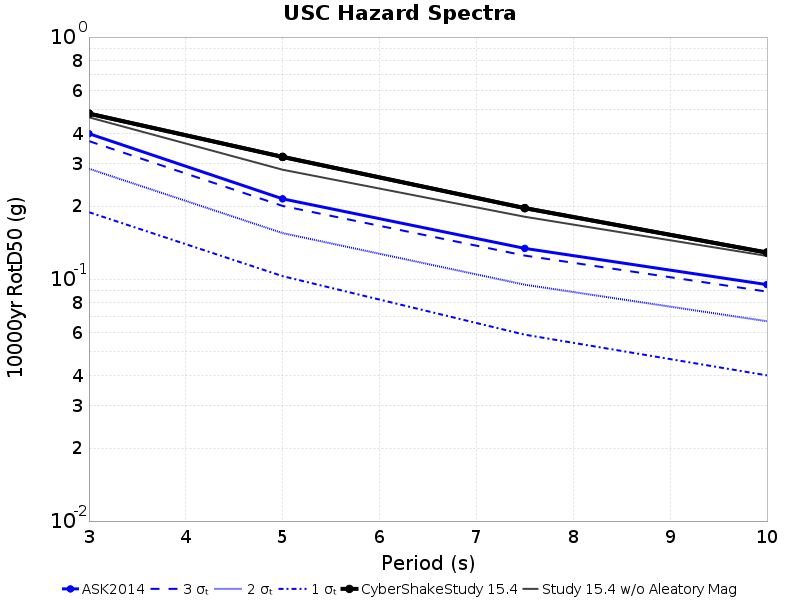 USC Hazard Spectra
10⁰
8
6
4
3
2
10⁻¹
8
6
4
3
2
10⁻²
10000yr RotD50 (g)
3 4 5 6 7 8 9 10
Period (s)
ASK2014 3 σₜ 2 σₜ 1 σₜ CyberShakeStudy 15.4 Study 15.4 w/o Aleatory Mag